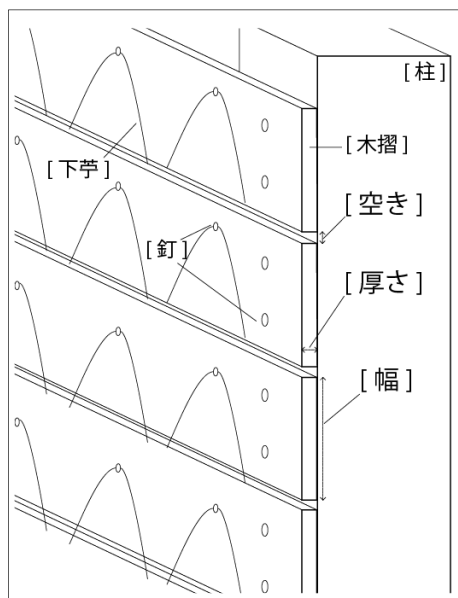 [ 柱 ]
[ 木摺 ]
[ 下苧 ]
[ 空き ]
[ 釘 ]
[ 厚さ ]
[ 幅 ]